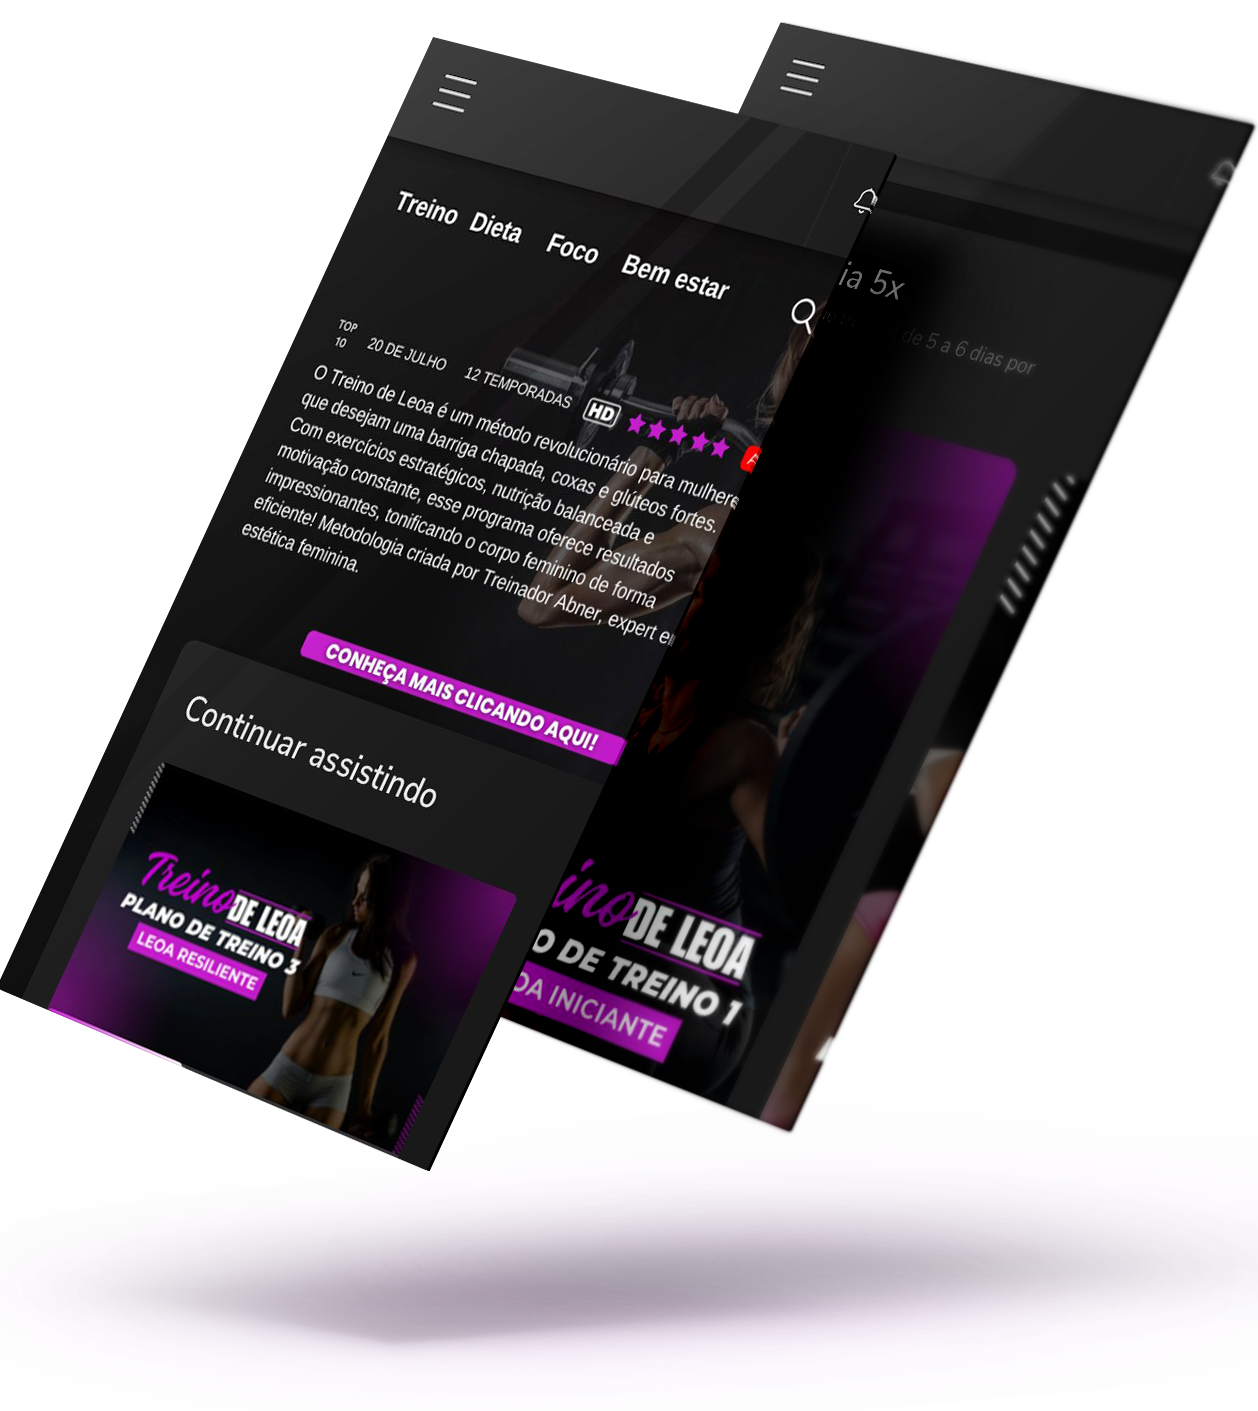 Treino Dieta Foco Bem estar
TOP
10
20 DE JULHO 12 TEMPORADAS HD
O Treino de Leoa é um método revolucionário para mulhere
que desejam uma barriga chapada, coxas e glúteos fortes.
Com exercícios estratégicos, nutrição balanceada e
motivação constante, esse programa oferece resultados
impressionantes, tonificando o corpo feminino de forma
eficiente! Metodologia criada por Treinador Abner, expert e
estética feminina.
CONHEÇA MAIS CLICANDO AQUI!
Continuar assistindo
Treino DE LEOA
PLANO DE TREINO 3
LEOA RESILIENTE
ia 5x
de 5 a 6 dias por
ino DE LEOA
O DE TREINO 1
OA INICIANTE